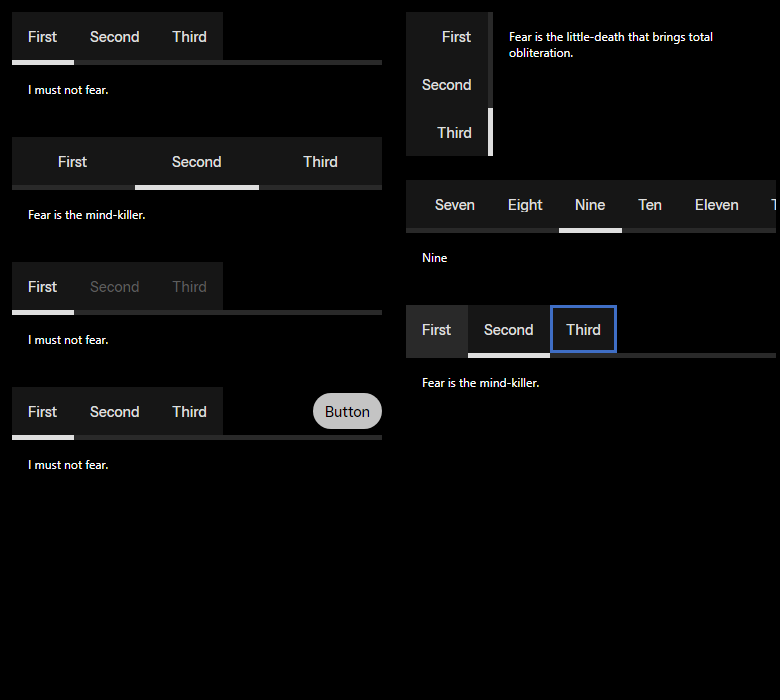 First Second Third
I must not fear.
First Second Third
Fear is the mind-killer.
First Second Third
I must not fear.
First Second Third Button
I must not fear.
First
Second
Third
Fear is the little-death that brings total
obliteration.
Seven Eight Nine Ten Eleven
Nine
First Second Third
Fear is the mind-killer.